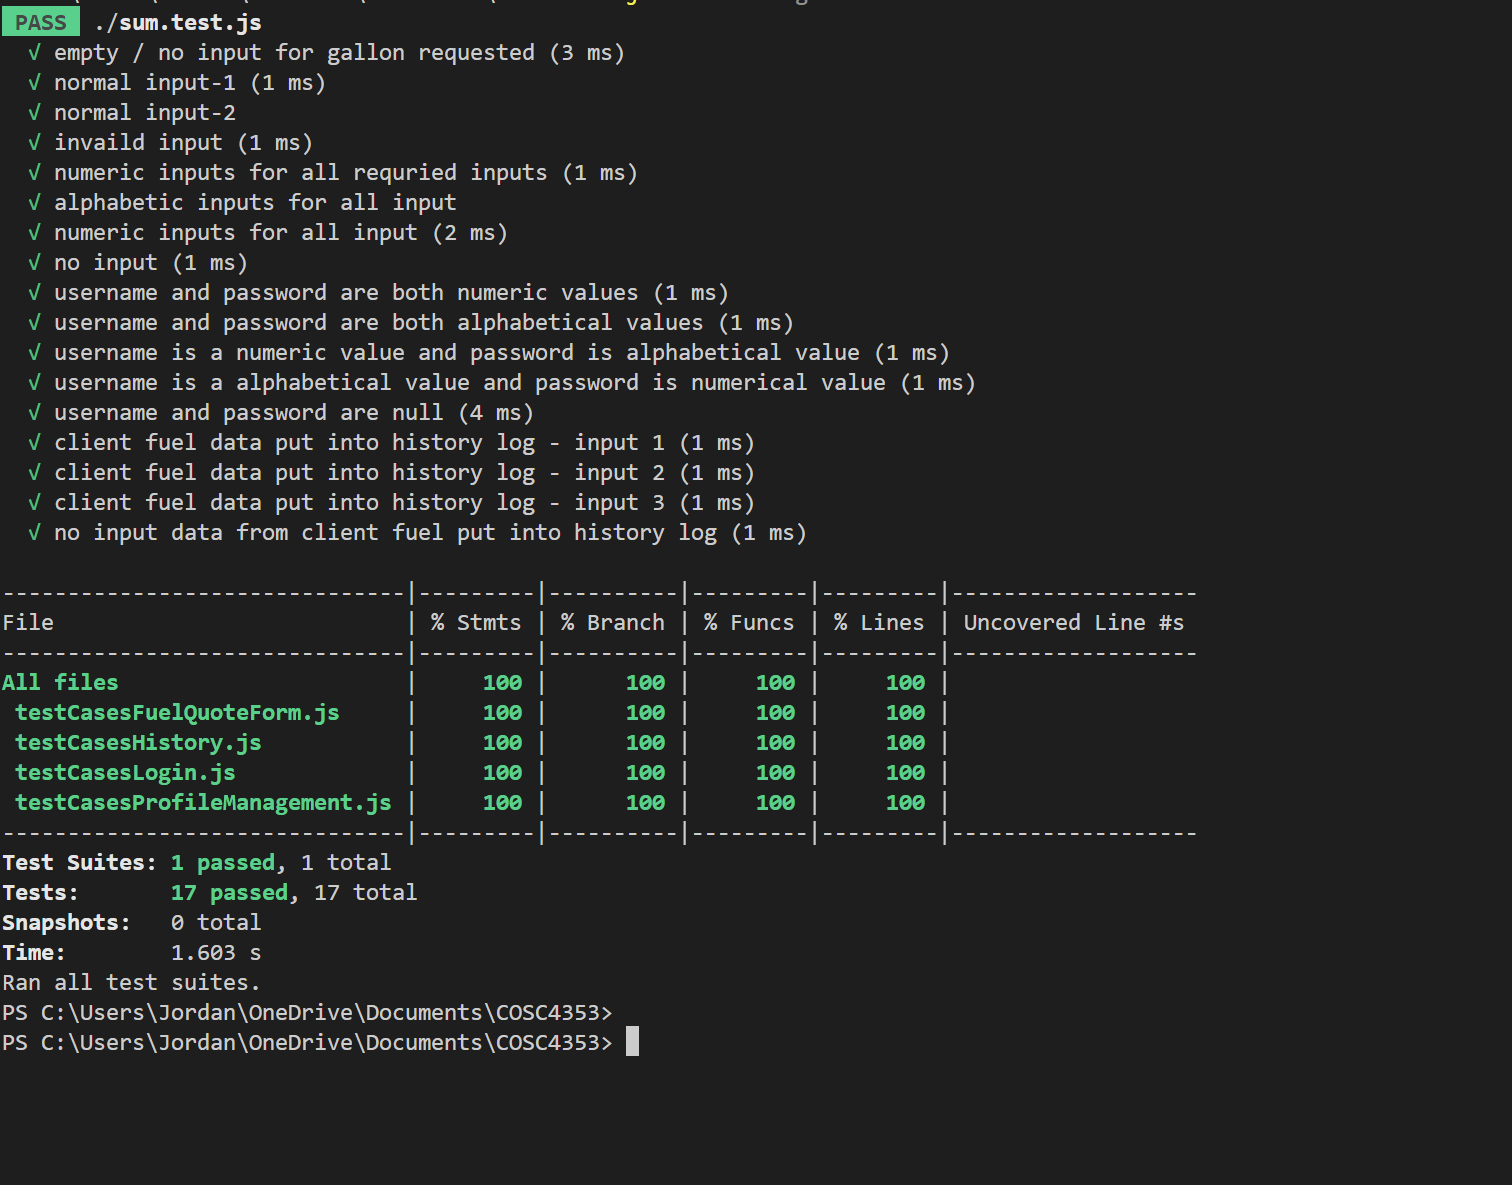 PASS ./sum.test.js
√ empty / no input for gallon requested (3 ms)
√ normal input-1 (1 ms)
√ normal input-2
√ invaild input (1 ms)
√ numeric inputs for all requried inputs (1 ms)
√ alphabetic inputs for all input
√ numeric inputs for all input (2 ms)
√ no input (1 ms)
√ username and password are both numeric values (1 ms)
√ username and password are both alphabetical values (1 ms)
√ username is a numeric value and password is alphabetical value (1 ms)
√ username is a alphabetical value and password is numerical value (1 ms)
√ username and password are null (4 ms)
√ client fuel data put into history log - input 1 (1 ms)
√ client fuel data put into history log - input 2 (1 ms)
√ client fuel data put into history log - input 3 (1 ms)
√ no input data from client fuel put into history log (1 ms)
-------------------------------|---------|----------|---------|---------|-------------------
File                           | % Stmts | % Branch | % Funcs | % Lines | Uncovered Line #s
-------------------------------|---------|----------|---------|---------|-------------------
All files                      |     100 |      100 |     100 |     100 |
 testCasesFuelQuoteForm.js     |     100 |      100 |     100 |     100 |
 testCasesHistory.js           |     100 |      100 |     100 |     100 |
 testCasesLogin.js             |     100 |      100 |     100 |     100 |
 testCasesProfileManagement.js |     100 |      100 |     100 |     100 |
-------------------------------|---------|----------|---------|---------|-------------------
Test Suites: 1 passed, 1 total
Tests:       17 passed, 17 total
Snapshots:   0 total
Time:        1.603 s
Ran all test suites.
PS C:\Users\Jordan\OneDrive\Documents\COSC4353>
PS C:\Users\Jordan\OneDrive\Documents\COSC4353>